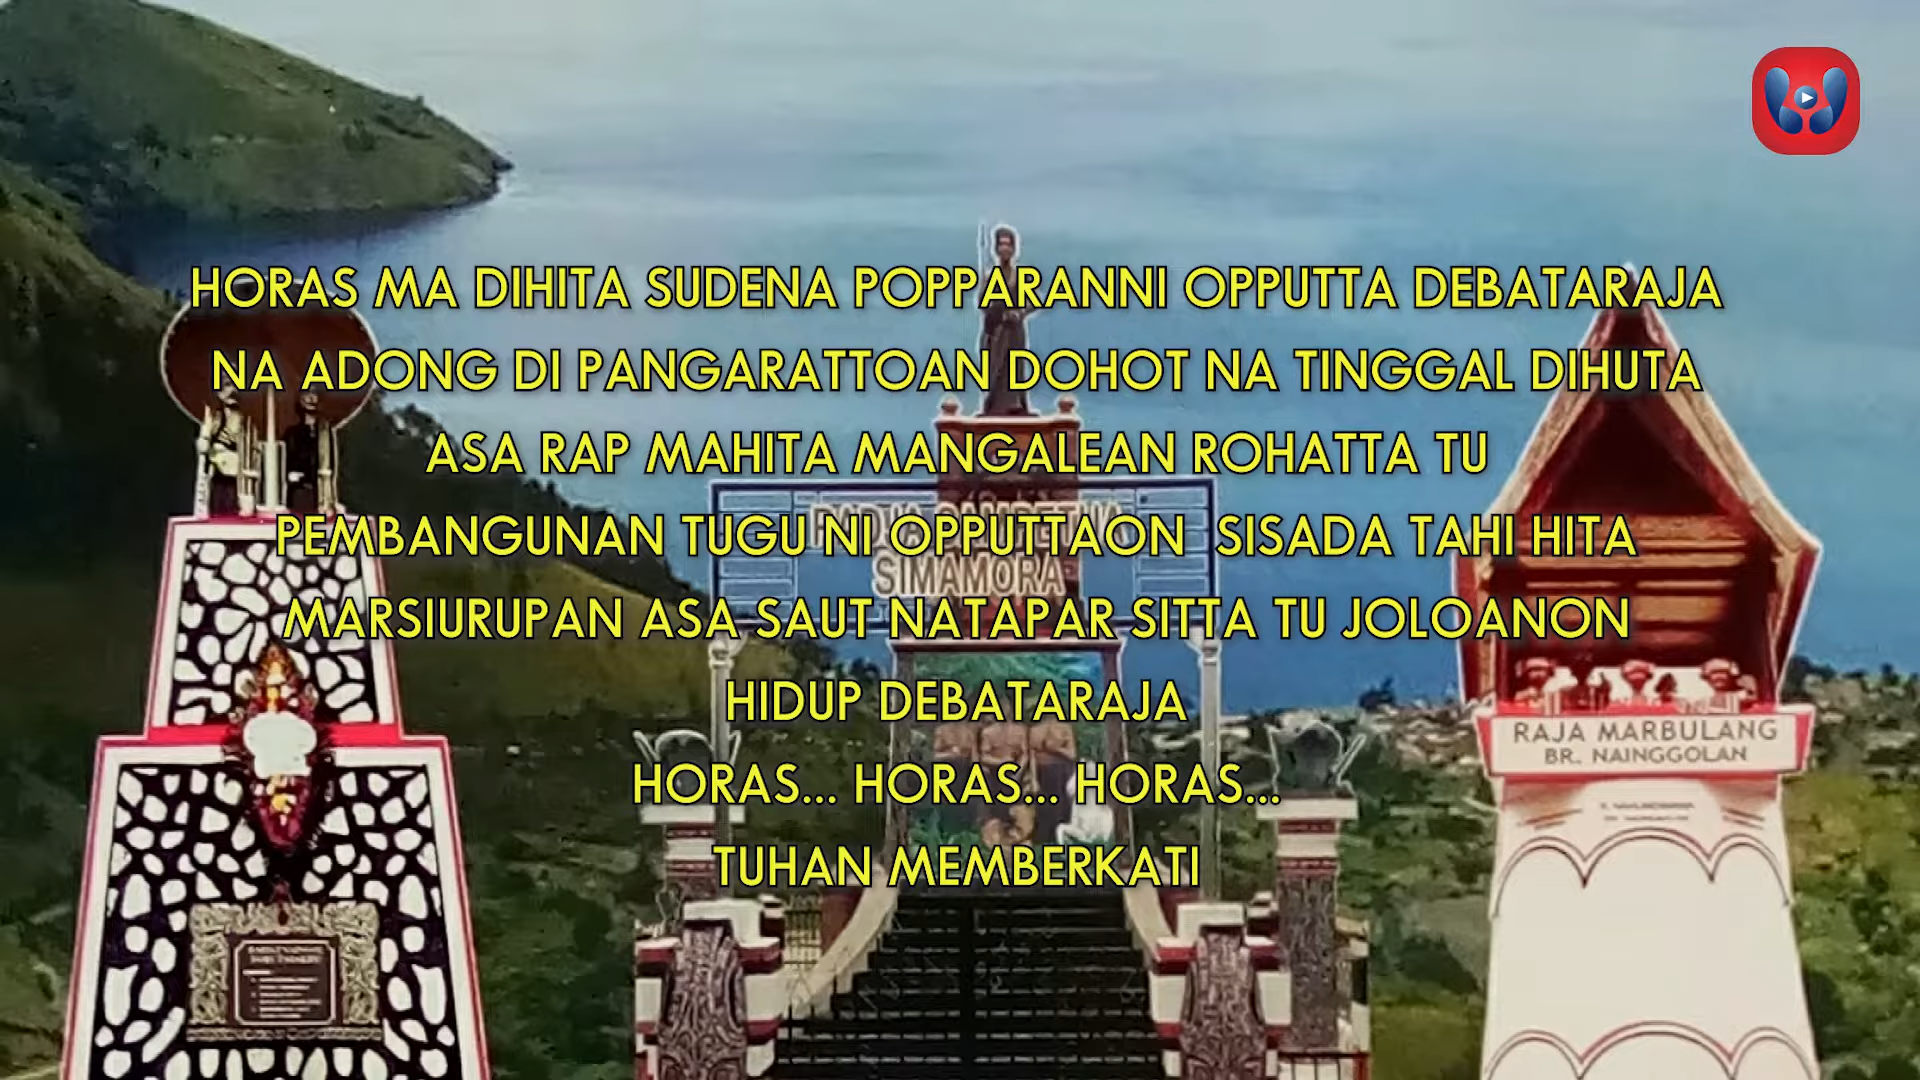 HORAS MA DIHITA SUDENA POPPARANNI OPPUTTA DEBATARAJA
NA ADONG DI PANGARATTOAN DOHOT NA TINGGAL DIHUTA
ASA RAP MAHITA MANGALEAN ROHATTA TU
PEMBANGUNAN TUGU NI OPPUTTAON SISADA TAHI HITA
SIMAMORA
MARSIURUPAN ASA SAUT NATAPAR SITTA TU JOLOANON
HIDUP DEBATARAJA
RAJA MARBULANG
BR. NAINGGOLAN
HORAS... HORAS... HORAS...
TUHAN MEMBERKATI